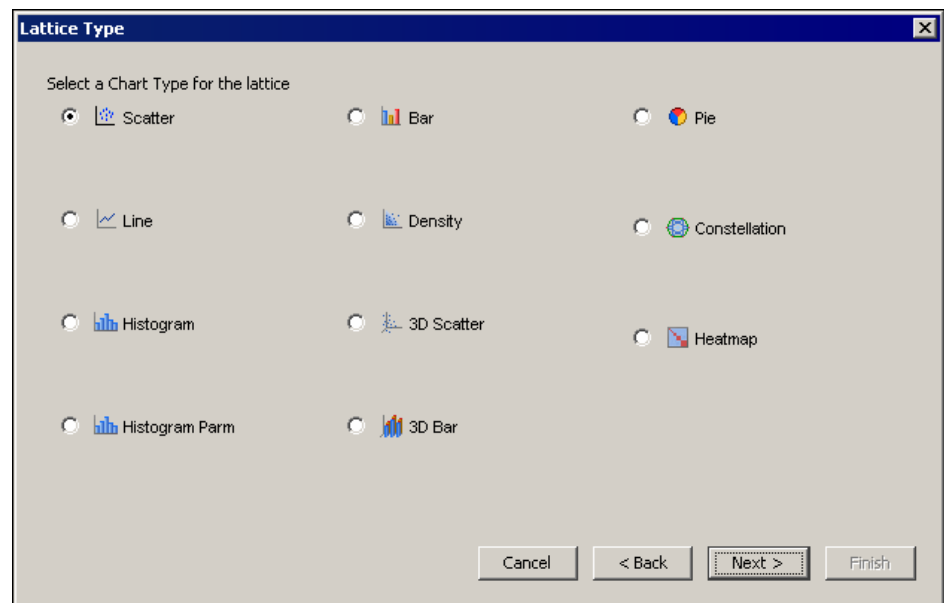 Lattice Type
Select a Chart Type for the lattice
Scatter
Bar
Pie
Line
Density
Constellation
Histogram
3D Scatter
Heatmap
Histogram Parm
3D Bar
Cancel
< Back
Next >
Finish